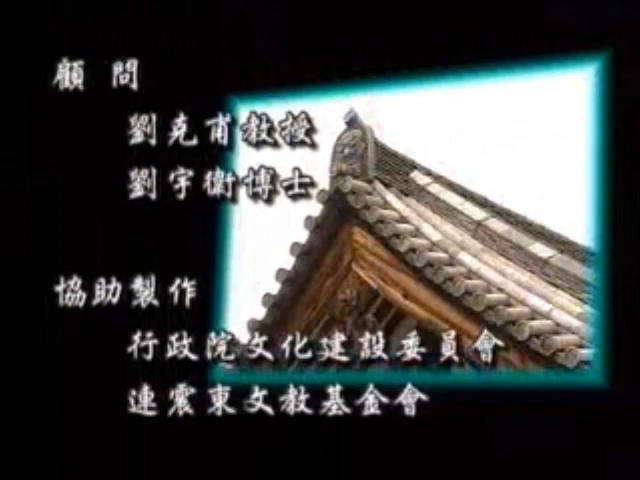 顧問
劉克甫教授
劉宇衛博士
協助製作
行政院文化建設委員會
連震東文教基金會